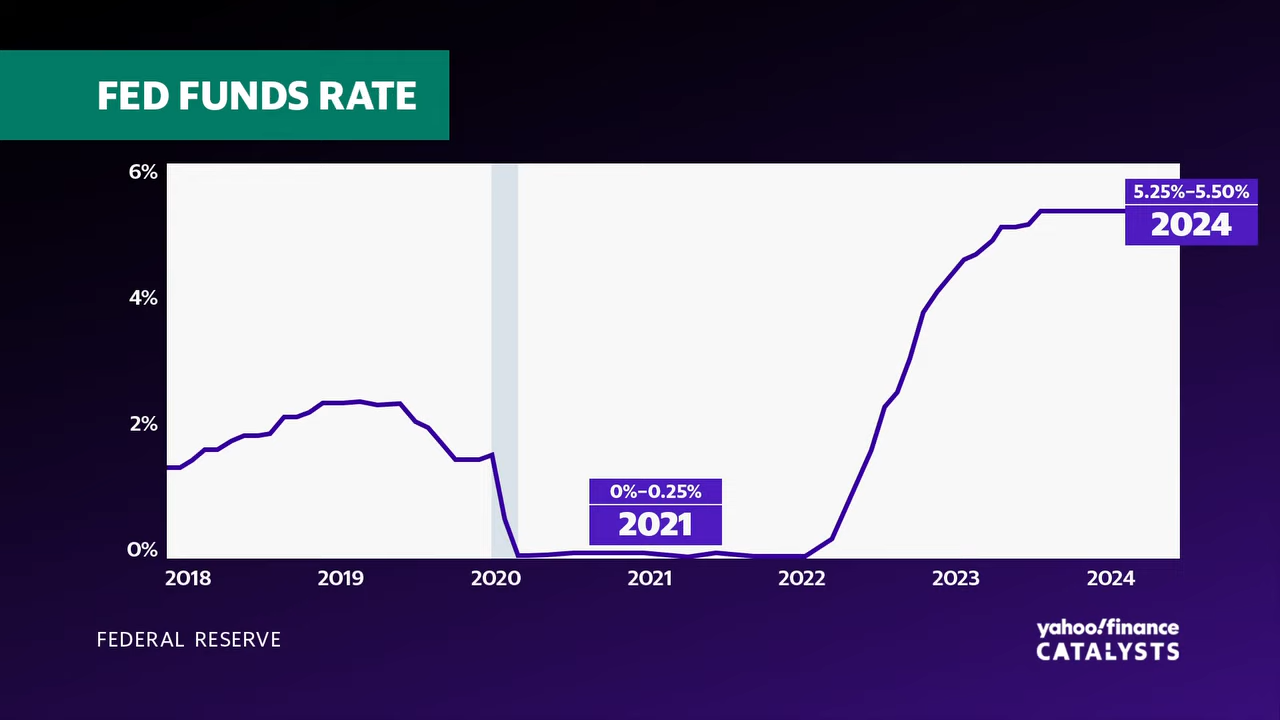 FED FUNDS RATE
6%
4%
2%
0%
5.25%–5.50%
2024
0%–0.25%
2021
2018 2019 2020 2021 2022 2023 2024
FEDERAL RESERVE
yahoo!finance
CATALYSTS